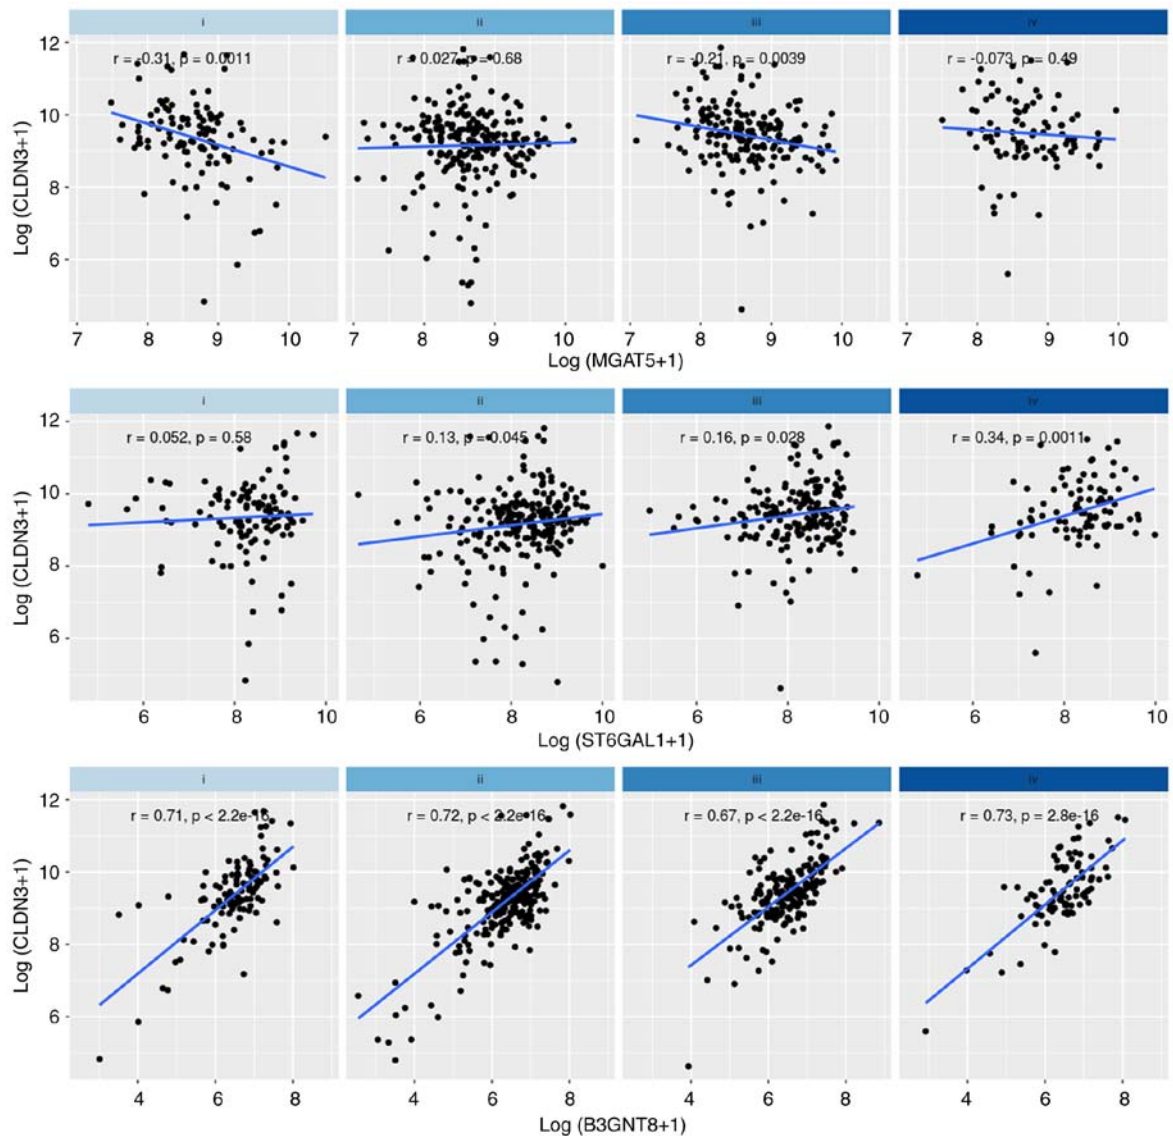 i ii iii iv
r = -0.31, p = 0.0011 r = 0.027, p = 0.68 r = -0.21, p = 0.0039 r = -0.073, p = 0.49
12
10
8
6
Log (CLDN3+1)
7 8 9 10 7 8 9 10 7 8 9 10 7 8 9 10
Log (MGAT5+1)
i ii iii iv
r = 0.052, p = 0.58 r = 0.13, p = 0.045 r = 0.16, p = 0.028 r = 0.34, p = 0.0011
12
10
8
6
Log (CLDN3+1)
6 8 10 6 8 10 6 8 10 6 8 10
Log (ST6GAL1+1)
i ii iii iv
r = 0.71, p < 2.2e-16 r = 0.72, p < 2.2e-16 r = 0.67, p < 2.2e-16 r = 0.73, p = 2.8e-16
12
10
8
6
Log (CLDN3+1)
4 6 8 4 6 8 4 6 8 4 6 8
Log (B3GNT8+1)